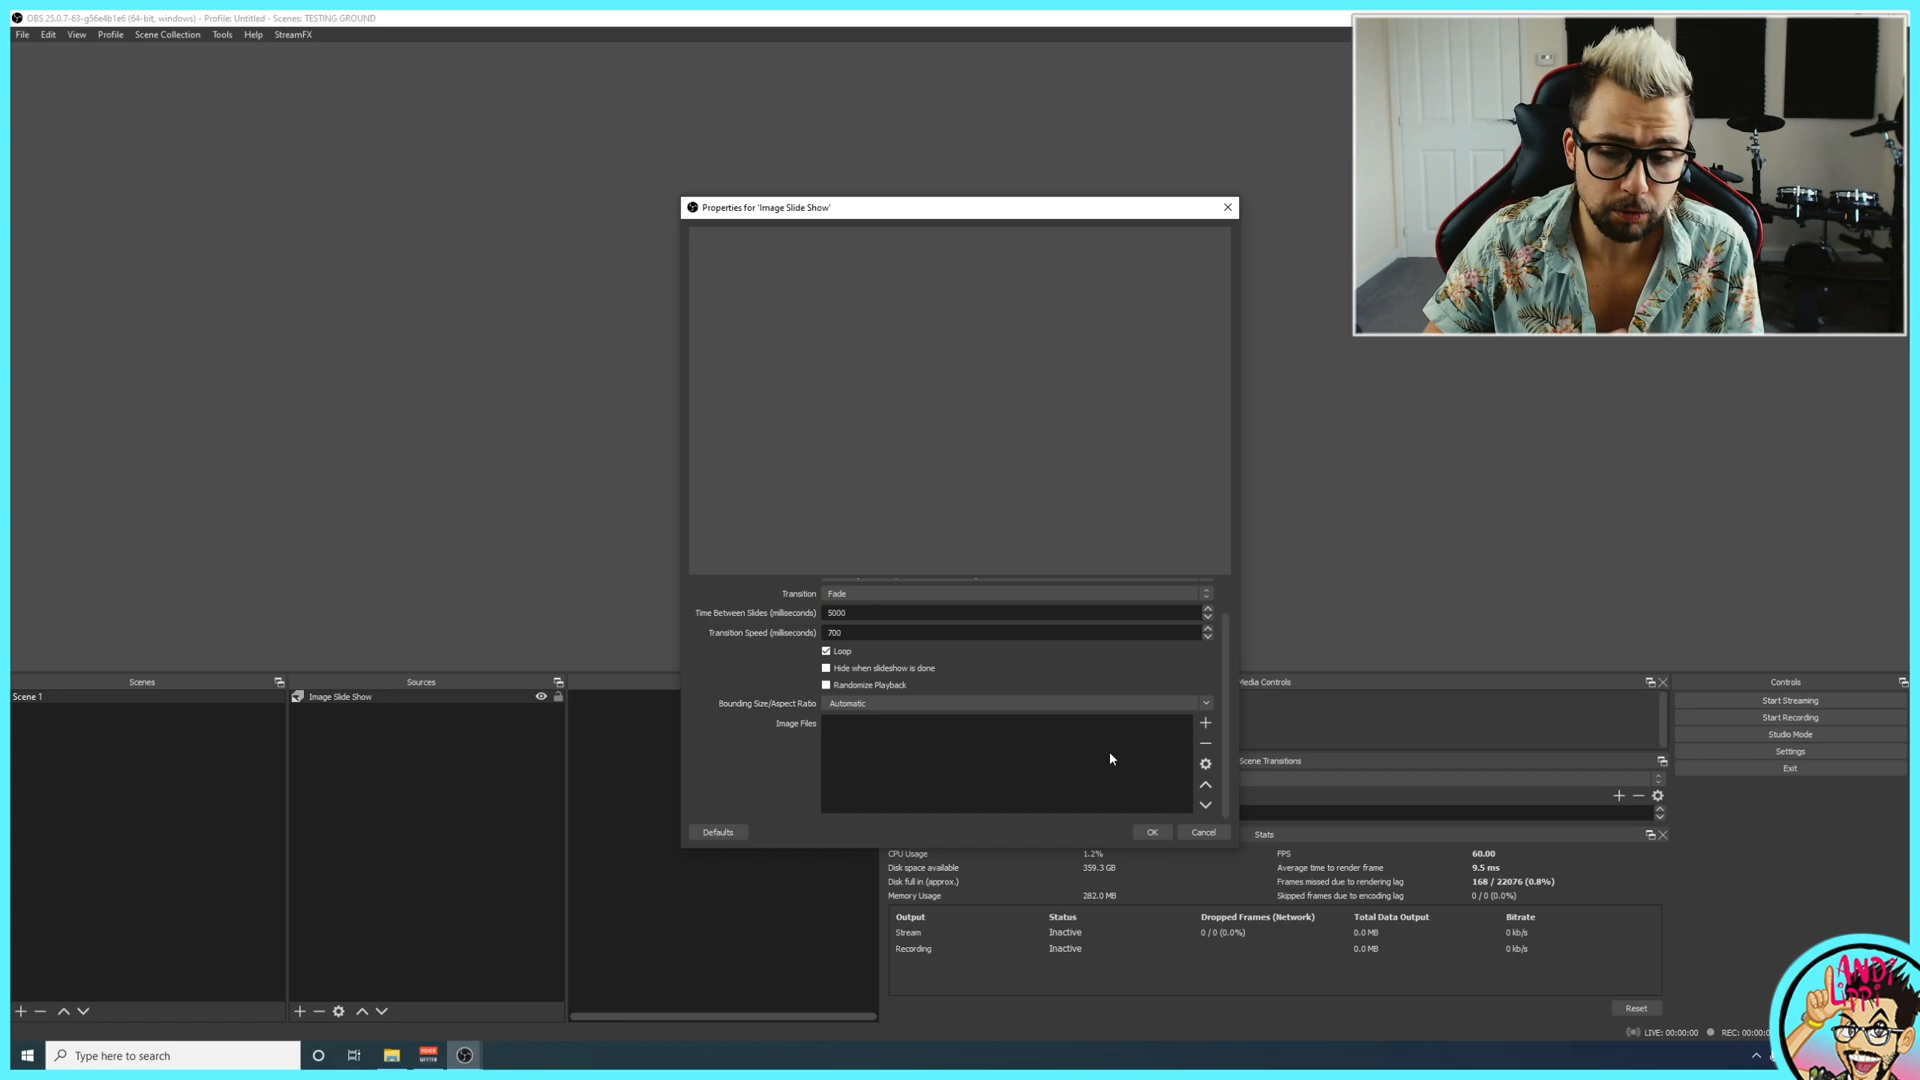 OBS 25.0.7-63-g56e4b1e6 (64-bit, windows) - Profile: Untitled - Scenes: TESTING GROUND
File Edit View Profile Scene Collection Tools Help StreamFX
Properties for 'Image Slide Show'
Transition Fade
Time Between Slides (milliseconds) 5000
Transition Speed (milliseconds) 700
Loop
Hide when slideshow is done
Randomize Playback
Bounding Size/Aspect Ratio Automatic
Image Files
Defaults OK Cancel
Scenes
Scene 1
Sources
Image Slide Show
Media Controls
Scene Transitions
Controls
Start Streaming
Start Recording
Studio Mode
Settings
Exit
Stats
CPU Usage 1.2% FPS 60.00
Disk space available 359.3 GB Average time to render frame 9.5 ms
Disk full in (approx.) Frames missed due to rendering lag 168 / 22076 (0.8%)
Memory Usage 282.0 MB Skipped frames due to encoding lag 0 / 0 (0.0%)
Output Status Dropped Frames (Network) Total Data Output Bitrate
Stream Inactive 0 / 0 (0.0%) 0.0 MB 0 kb/s
Recording Inactive 0.0 MB 0 kb/s
Reset
LIVE: 00:00:00 REC: 00:00:
Type here to search
ANDI
LiPPi